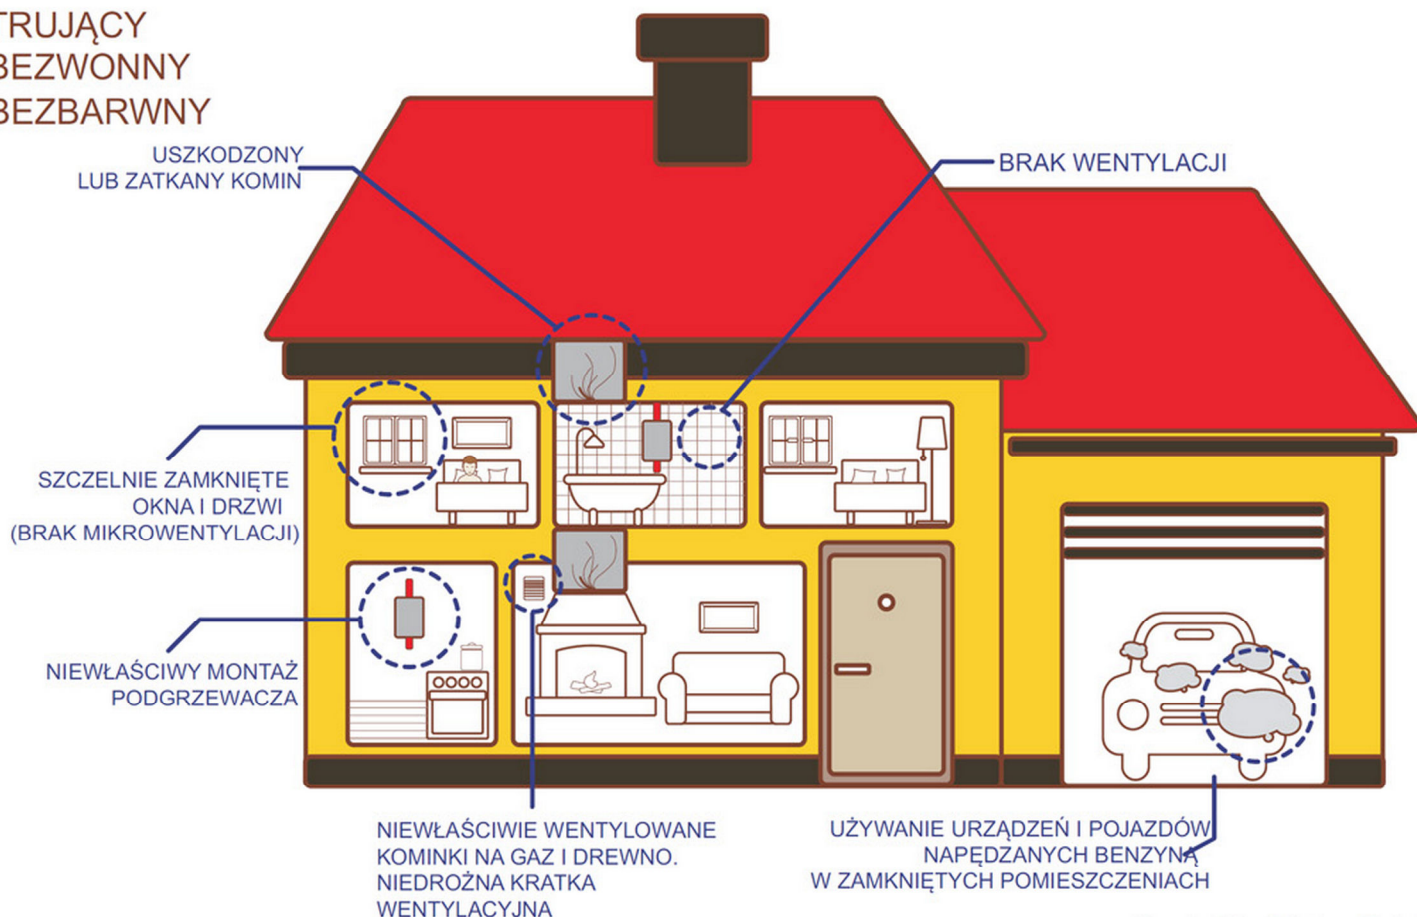 TRUJĄCY
BEZWONNY
BEZBARWNY
USZKODZONY
LUB ZATKANY KOMIN
BRAK WENTYLACJI
SZCZELNIE ZAMKNIĘTE
OKNA I DRZWI
(BRAK MIKROWENTYLACJI)
NIEWŁAŚCIWY MONTAŻ
PODGRZEWACZA
NIEWŁAŚCIWIE WENTYLOWANE
KOMINKI NA GAZ I DREWNO.
NIEDROŻNA KRATKA
WENTYLACYJNA
UŻYWANIE URZĄDZEŃ I POJAZDÓW
NAPĘDZANYCH BENZYNĄ
W ZAMKNIĘTYCH POMIESZCZENIACH